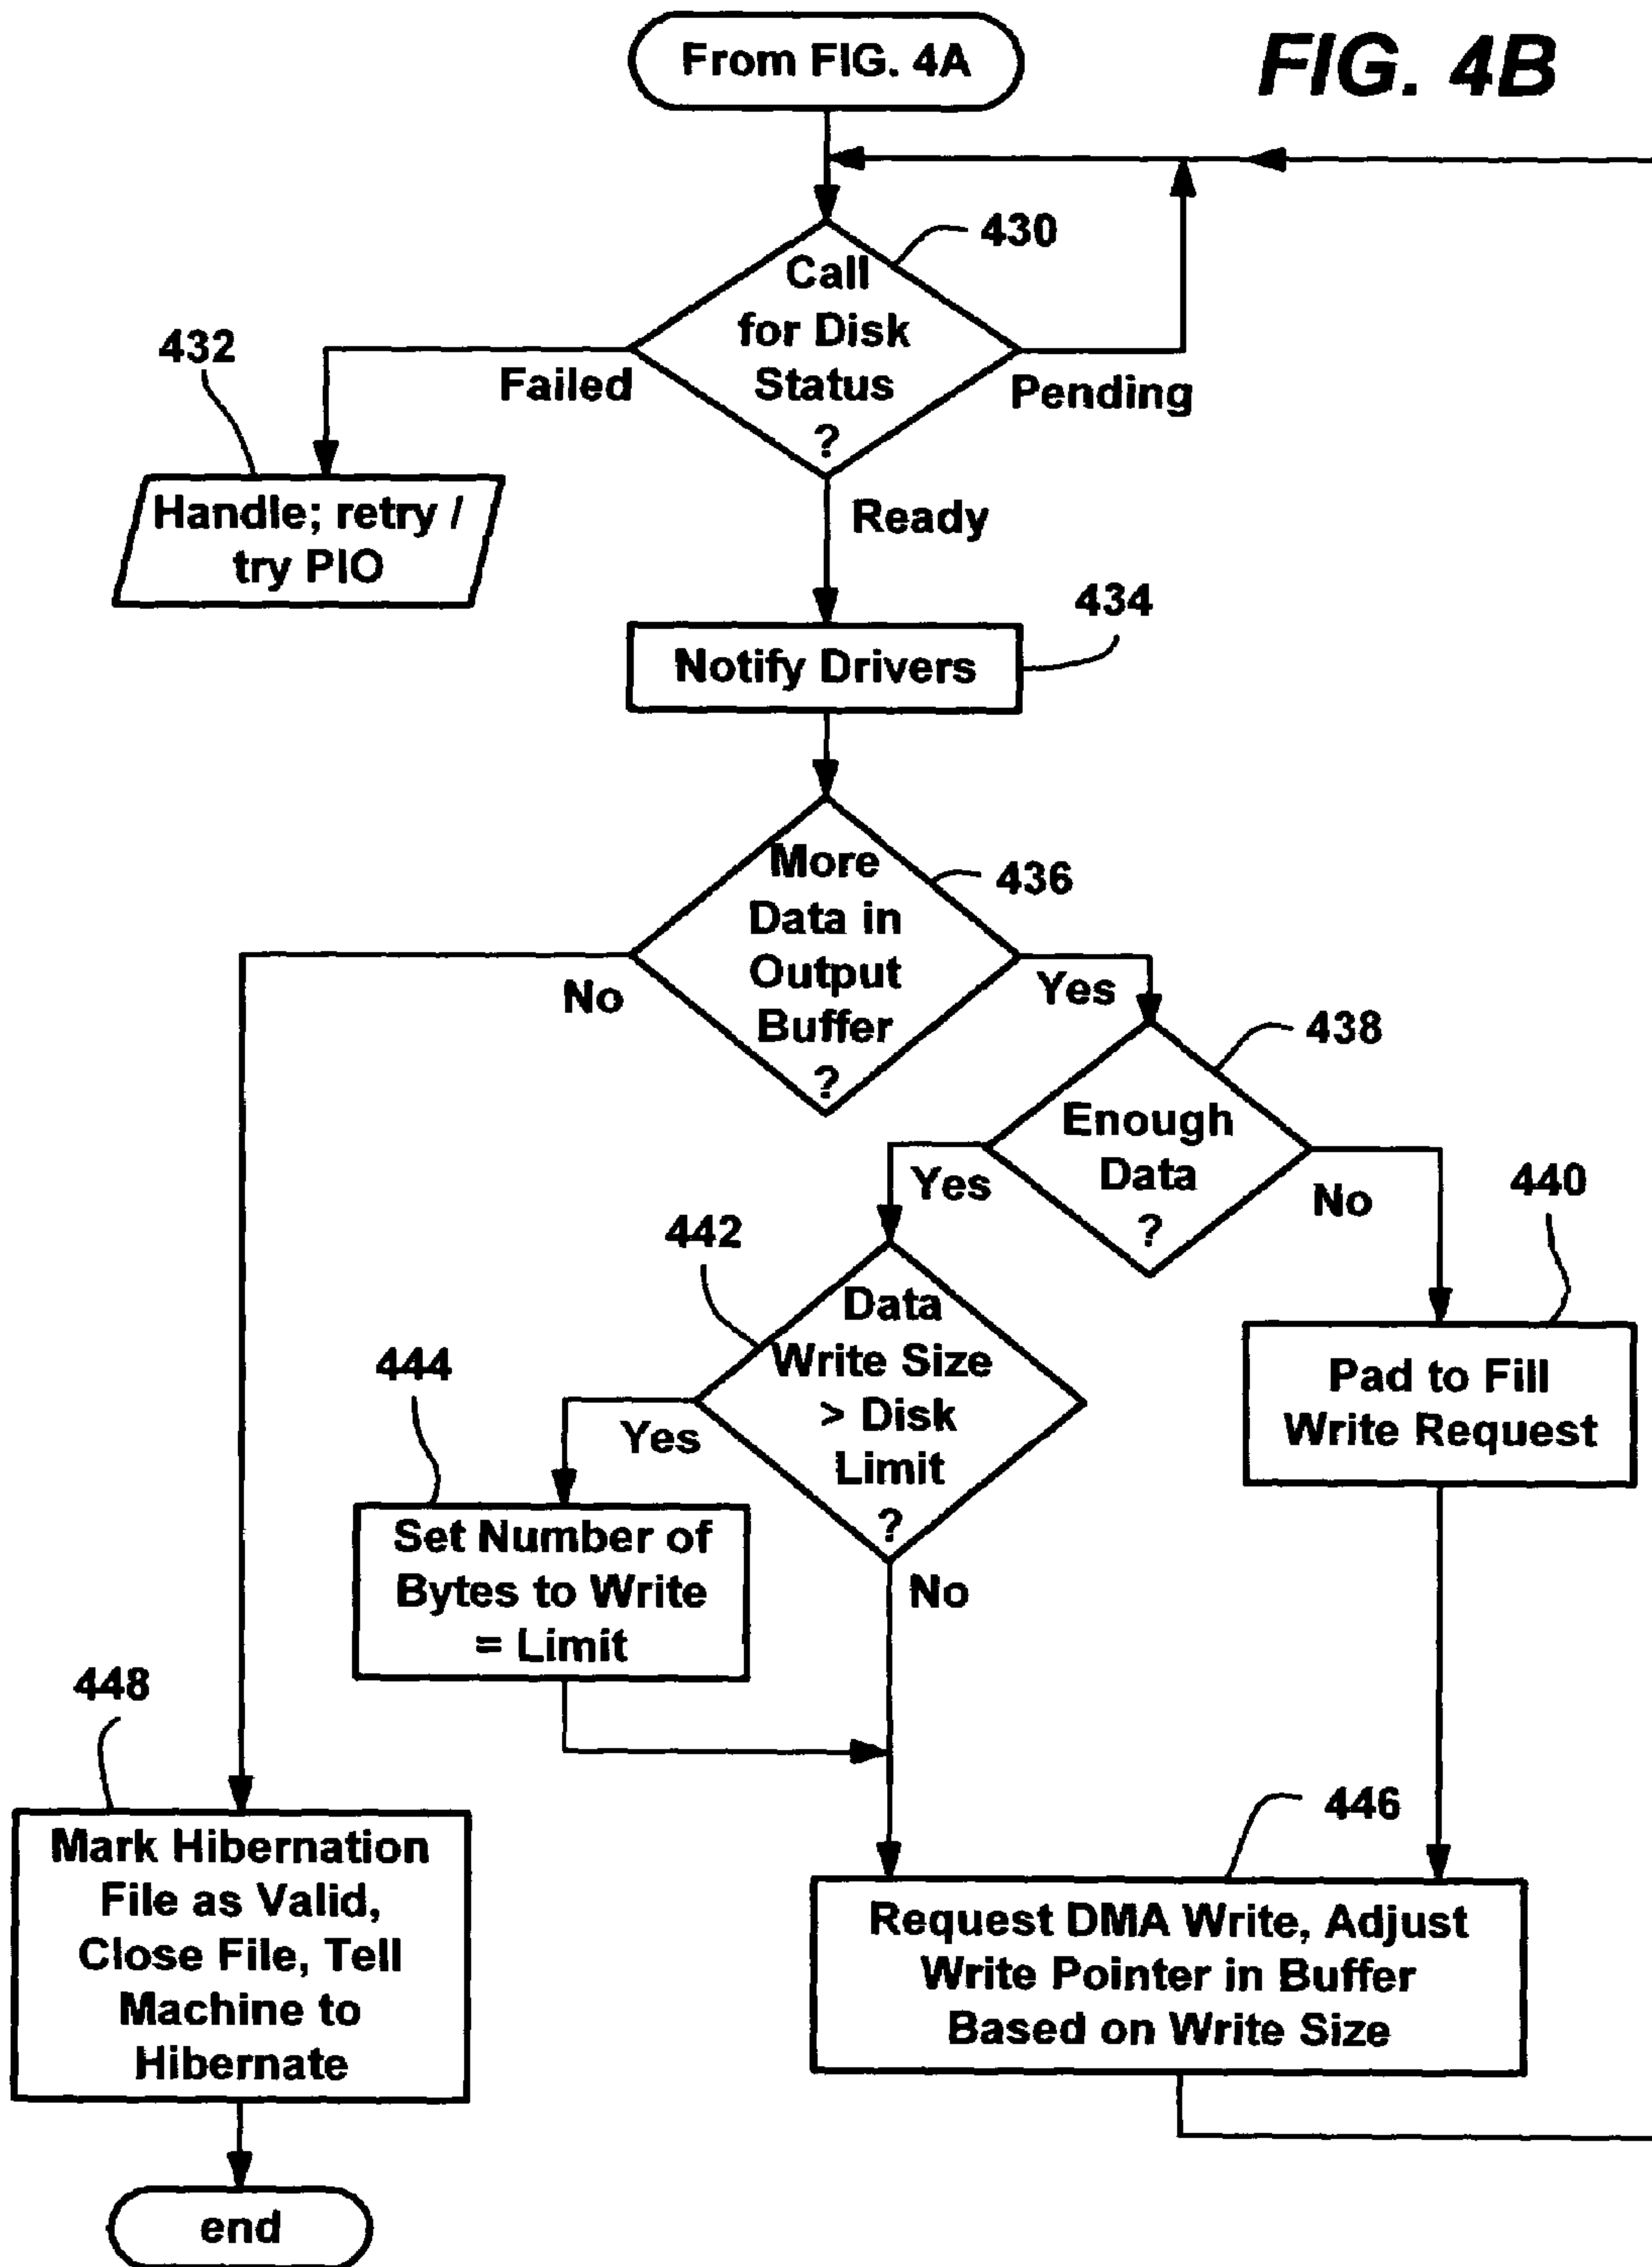 From FIG. 4A
FIG. 4B
430
Call
for Disk
Status
?
432
Failed
Pending
Handle; retry /
try PIO
Ready
434
Notify Drivers
More
Data in
Output
Buffer
?
436
No
Yes
438
Enough
Data
?
Yes
No
440
442
Data
Write Size
> Disk
Limit
?
444
Yes
Pad to Fill
Write Request
Set Number of
Bytes to Write
= Limit
No
448
446
Mark Hibernation
File as Valid,
Close File, Tell
Machine to
Hibernate
Request DMA Write, Adjust
Write Pointer in Buffer
Based on Write Size
end